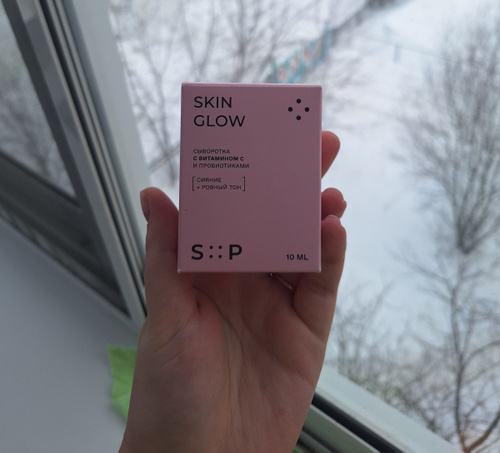 SKIN
GLOW
СЫВОРОТКА
С ВИТАМИНОМ С
И ПРОБИОТИКАМИ
[СИЯНИЕ
+ РОВНЫЙ ТОН]
S::P
10 ML